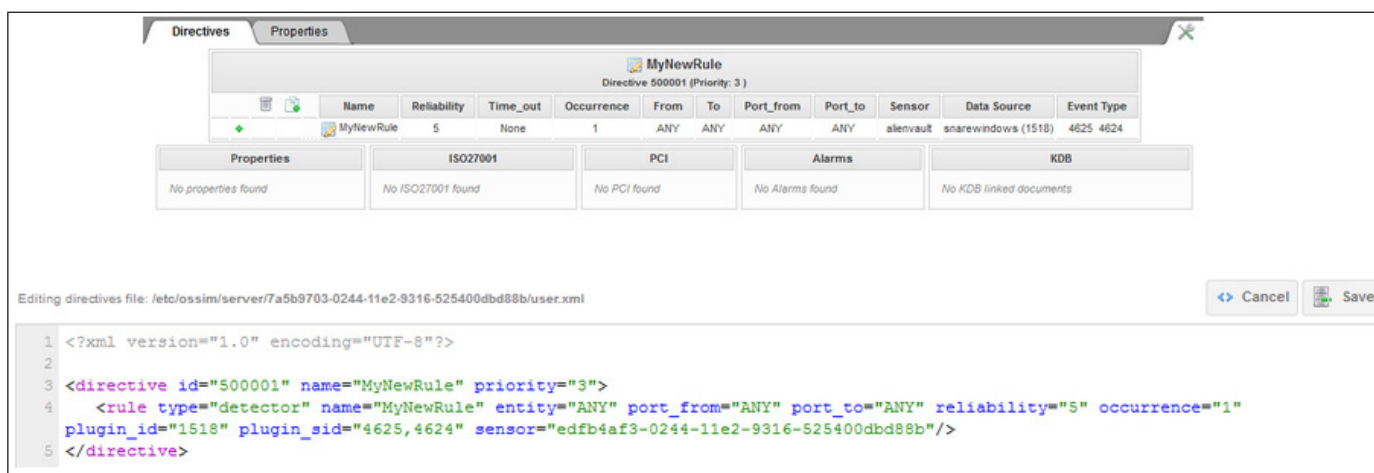 Directives Properties
MyNewRule
Directive 500001 (Priority: 3 )
Name Reliability Time_out Occurrence From To Port_from Port_to Sensor Data Source Event Type
MyNewRule 5 None 1 ANY ANY ANY ANY alienvault snarewindows (1518) 4625 4624
Properties ISO27001 PCI Alarms KDB
No properties found No ISO27001 found No PCI found No Alarms found No KDB linked documents
Editing directives file: /etc/ossim/server/7a5b9703-0244-11e2-9316-525400dbd88b/user.xml Cancel Save
1 <?xml version="1.0" encoding="UTF-8"?>
2
3 <directive id="500001" name="MyNewRule" priority="3">
4 <rule type="detector" name="MyNewRule" entity="ANY" port_from="ANY" port_to="ANY" reliability="5" occurrence="1"
plugin_id="1518" plugin_sid="4625,4624" sensor="edfb4af3-0244-11e2-9316-525400dbd88b"/>
5 </directive>